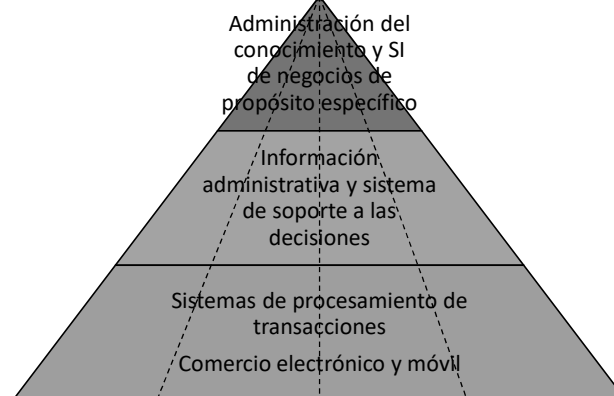 Administración del
conocimiento y SI
de negocios de
propósito específico
Información
administrativa y sistema
de soporte a las
decisiones
Sistemas de procesamiento de
transacciones
Comercio electrónico y móvil